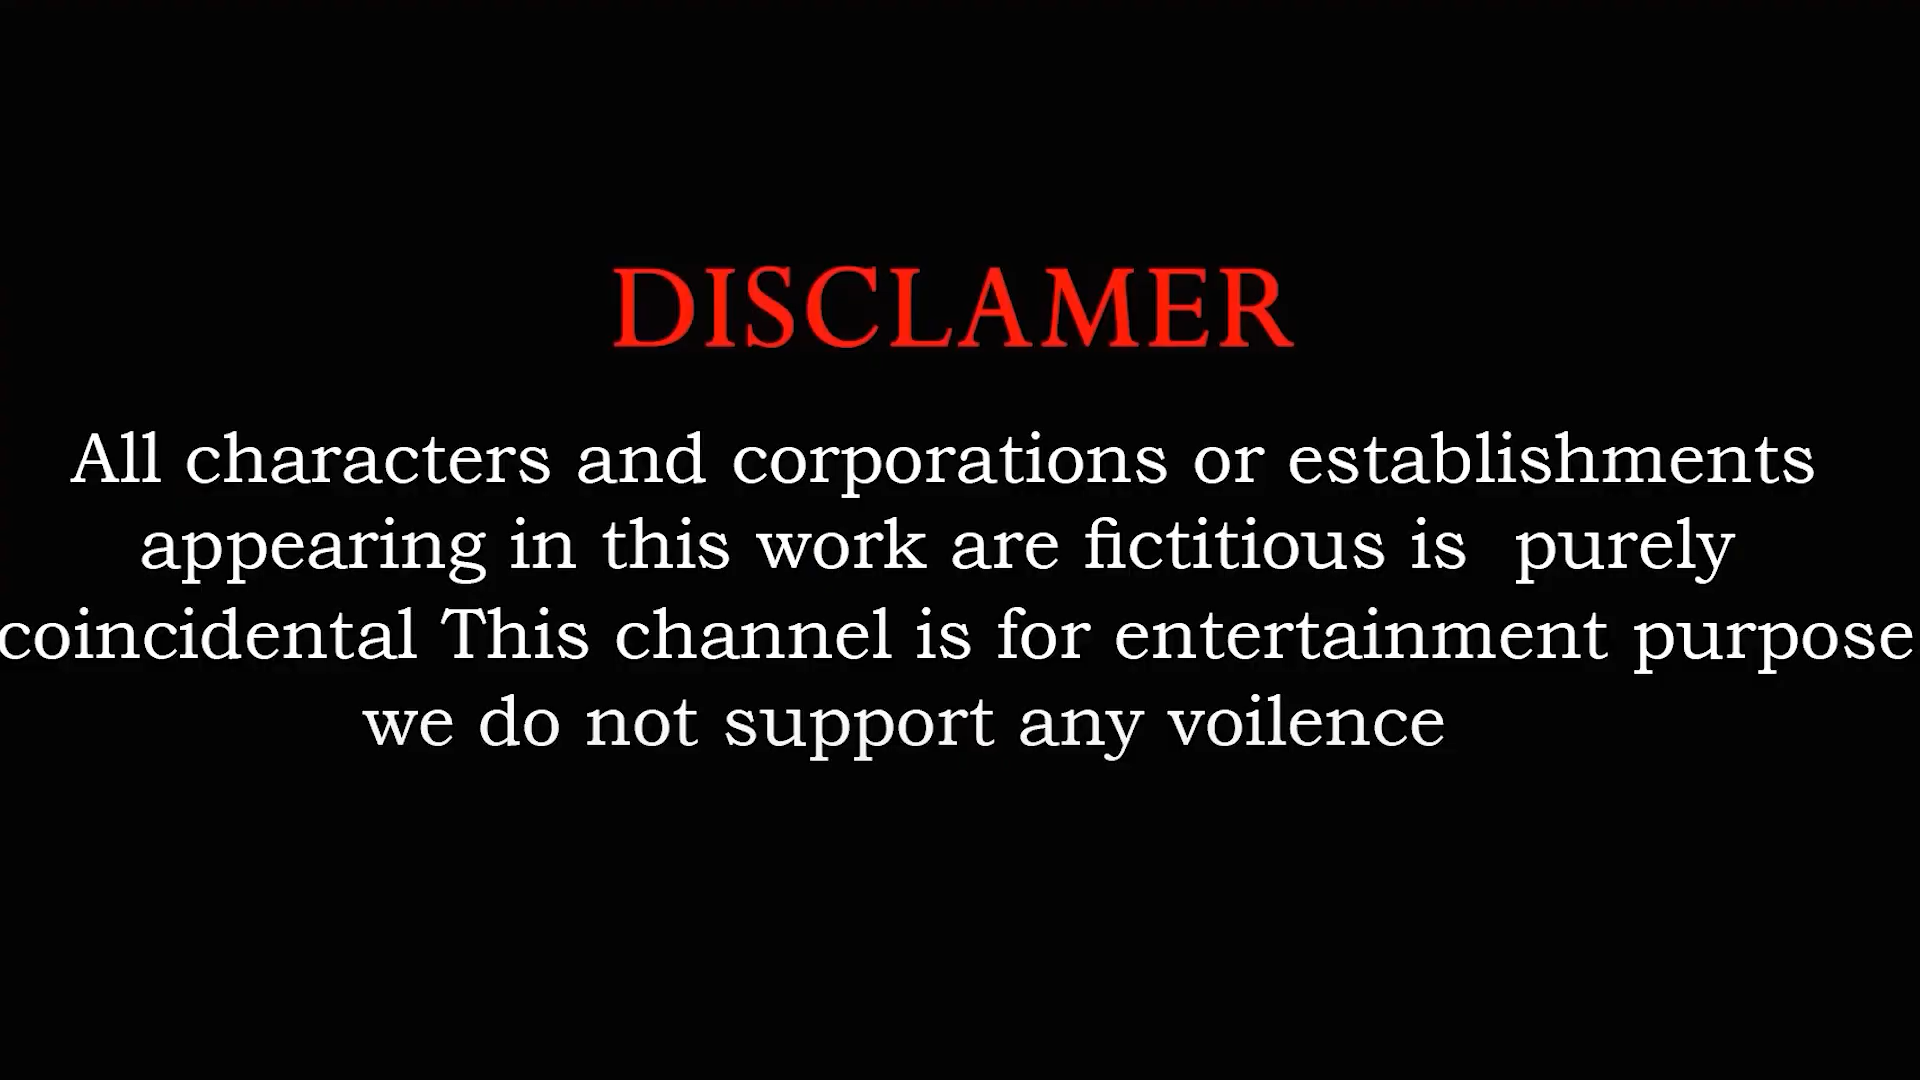 DISCLAMER
All characters and corporations or establishments
appearing in this work are fictitious is  purely
coincidental This channel is for entertainment purpose
we do not support any voilence